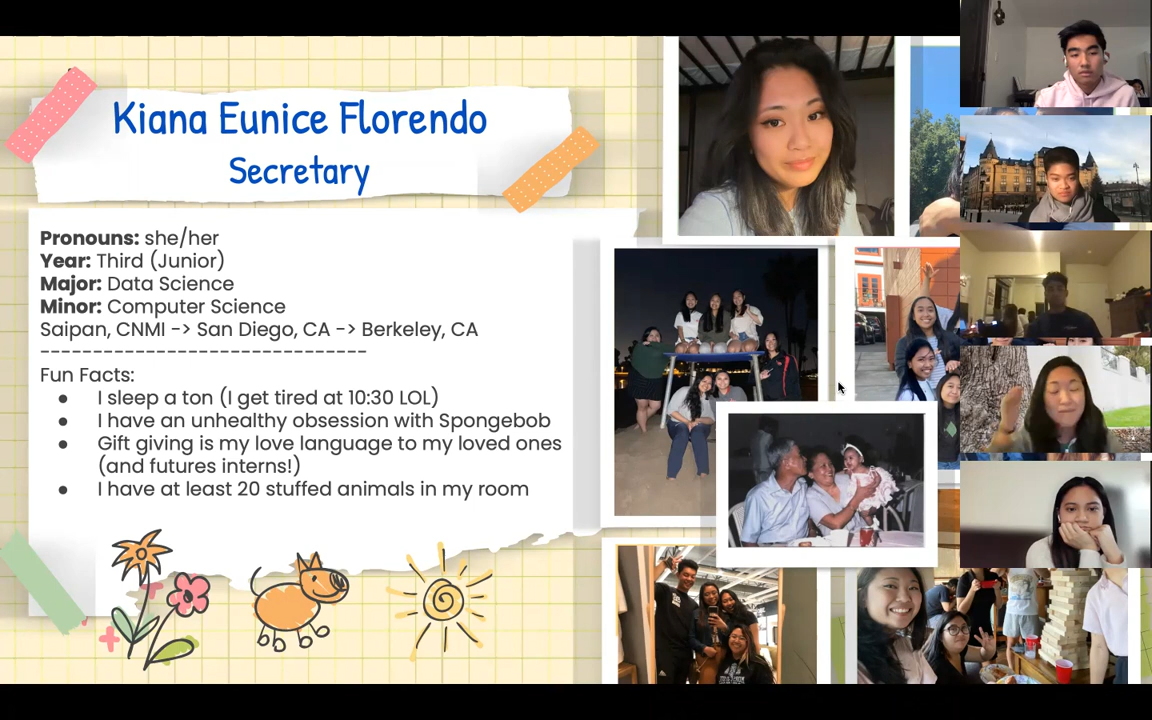 Kiana Eunice Florendo
Secretary
Pronouns: she/her
Year: Third (Junior)
Major: Data Science
Minor: Computer Science
Saipan, CNMI -> San Diego, CA -> Berkeley, CA
-------------------------------
Fun Facts:
● I sleep a ton (I get tired at 10:30 LOL)
● I have an unhealthy obsession with Spongebob
● Gift giving is my love language to my loved ones
(and futures interns!)
● I have at least 20 stuffed animals in my room